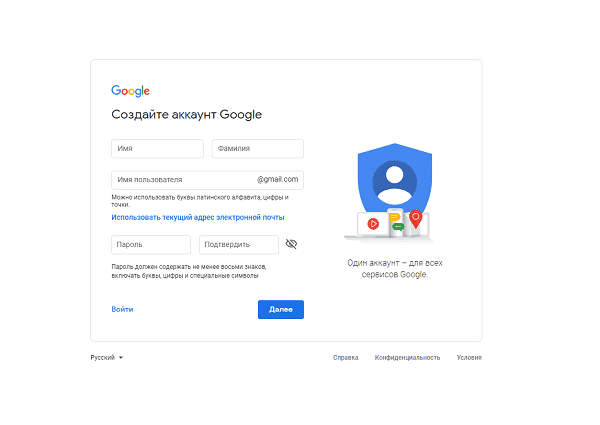 Google
Создайте аккаунт Google
Имя
Фамилия
Имя пользователя
@gmail.com
Можно использовать буквы латинского алфавита, цифры и
точки.
Использовать текущий адрес электронной почты
Пароль
Подтвердить
Пароль должен содержать не менее восьми знаков,
включать буквы, цифры и специальные символы
Войти
Далее
Один аккаунт – для всех
сервисов Google.
Русский
Справка
Конфиденциальность
Условия